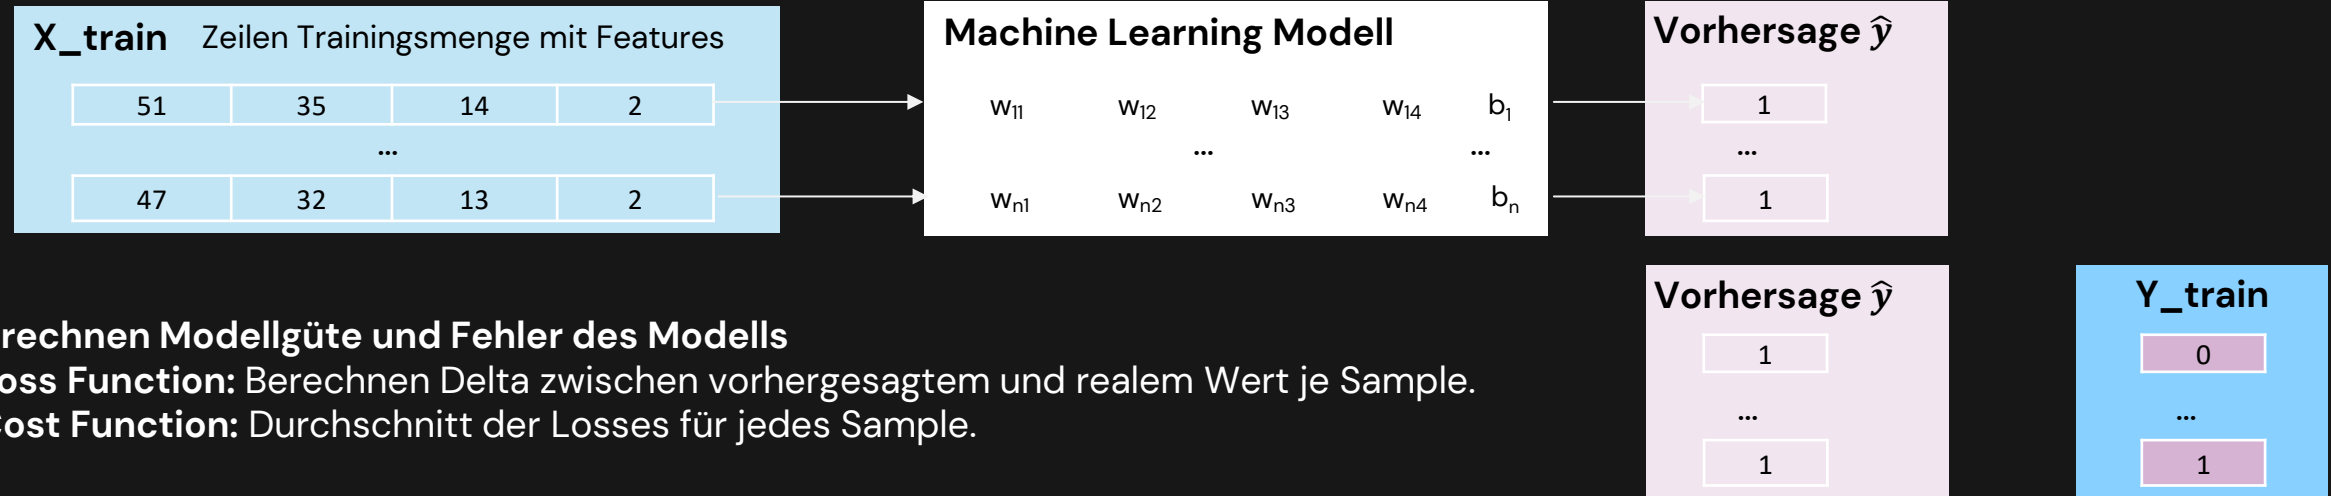 X_train Zeilen Trainingsmenge mit Features
51 35 14 2
...
47 32 13 2
Machine Learning Modell
w11 w12 w13 w14 b1
... ...
wn1 wn2 wn3 wn4 bn
Vorhersage ŷ
1
...
1
rechnen Modellgüte und Fehler des Modells
oss Function: Berechnen Delta zwischen vorhergesagtem und realem Wert je Sample.
Cost Function: Durchschnitt der Losses für jedes Sample.
Vorhersage ŷ
1
...
1
Y_train
0
...
1